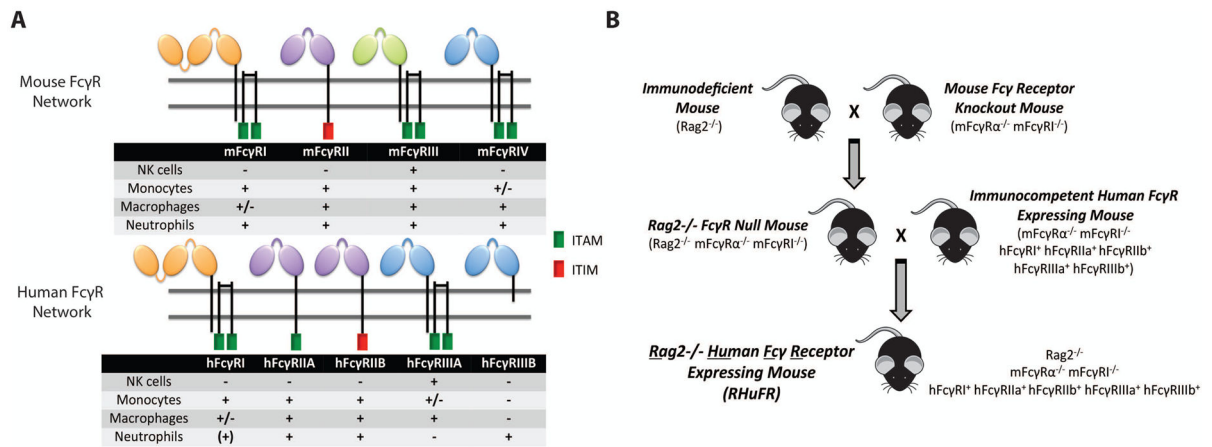 A
Mouse FcγR
Network
mFcγRI mFcγRII mFcγRIII mFcγRIV
NK cells - - + -
Monocytes + + + +/-
Macrophages +/- + + +
Neutrophils + + + +
ITAM
ITIM
Human FcγR
Network
hFcγRI hFcγRIIA hFcγRIIB hFcγRIIIA hFcγRIIIB
NK cells - - - + -
Monocytes + + + +/- -
Macrophages +/- + + + -
Neutrophils (+) + + - +
B
Immunodeficient
Mouse
(Rag2-/-)
X
Mouse Fcγ Receptor
Knockout Mouse
(mFcγRα-/- mFcγRI-/-)
Rag2-/- FcγR Null Mouse
(Rag2-/- mFcγRα-/- mFcγRI-/-)
X
Immunocompetent Human FcγR
Expressing Mouse
(mFcγRα-/- mFcγRI-/-
hFcγRI+ hFcγRIIa+ hFcγRIIb+
hFcγRIIIa+ hFcγRIIIb+)
Rag2-/- Human Fcγ Receptor
Expressing Mouse
(RHuFR)
Rag2-/-
mFcγRα-/- mFcγRI-/-
hFcγRI+ hFcγRIIa+ hFcγRIIb+ hFcγRIIIa+ hFcγRIIIb+